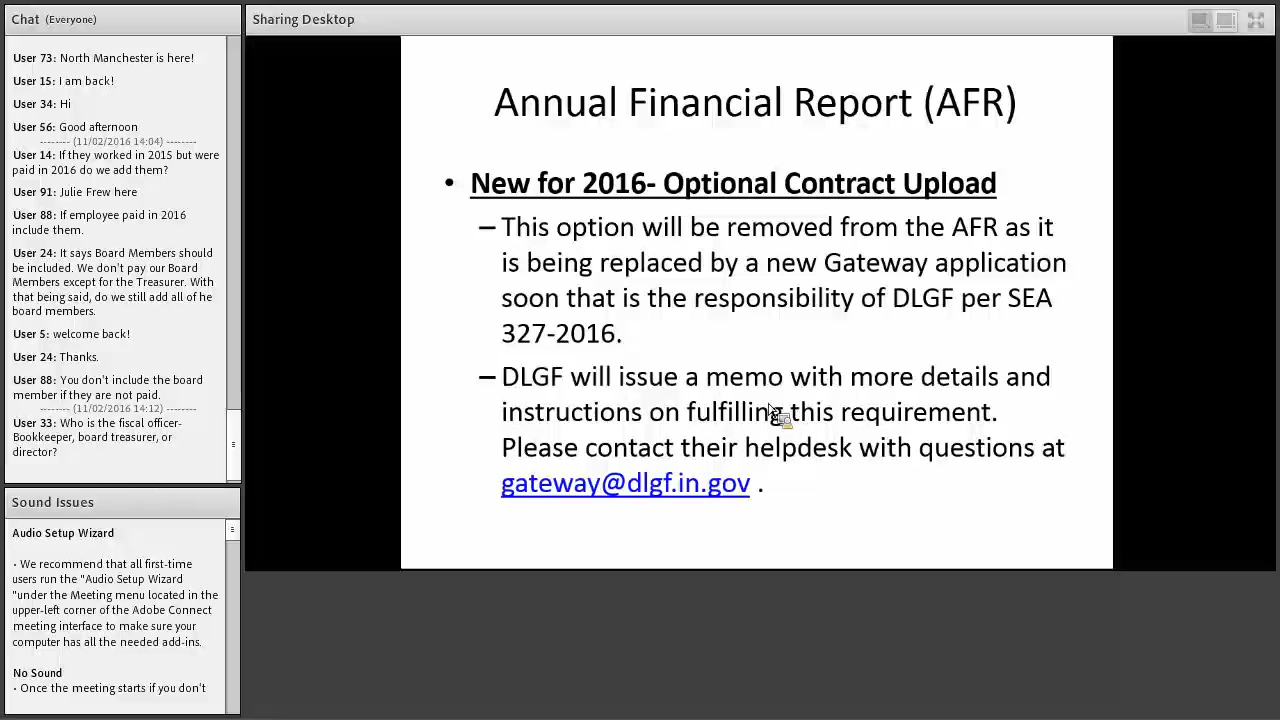 Chat (Everyone)
User 73: North Manchester is here!
User 15: I am back!
User 34: Hi
User 56: Good afternoon
-------- (11/02/2016 14:04) --------
User 14: If they worked in 2015 but were
paid in 2016 do we add them?
User 91: Julie Frew here
User 88: If employee paid in 2016
include them.
User 24: It says Board Members should
be included. We don't pay our Board
Members except for the Treasurer. With
that being said, do we still add all of he
board members.
User 5: welcome back!
User 24: Thanks.
User 88: You don't include the board
member if they are not paid.
-------- (11/02/2016 14:12) --------
User 33: Who is the fiscal officer-
Bookkeeper, board treasurer, or
director?
Sound Issues
Audio Setup Wizard
• We recommend that all first-time
users run the "Audio Setup Wizard
"under the Meeting menu located in the
upper-left corner of the Adobe Connect
meeting interface to make sure your
computer has all the needed add-ins.
No Sound
• Once the meeting starts if you don't
Sharing Desktop
Annual Financial Report (AFR)
• New for 2016- Optional Contract Upload
– This option will be removed from the AFR as it
is being replaced by a new Gateway application
soon that is the responsibility of DLGF per SEA
327-2016.
– DLGF will issue a memo with more details and
instructions on fulfilling this requirement.
Please contact their helpdesk with questions at
gateway@dlgf.in.gov .